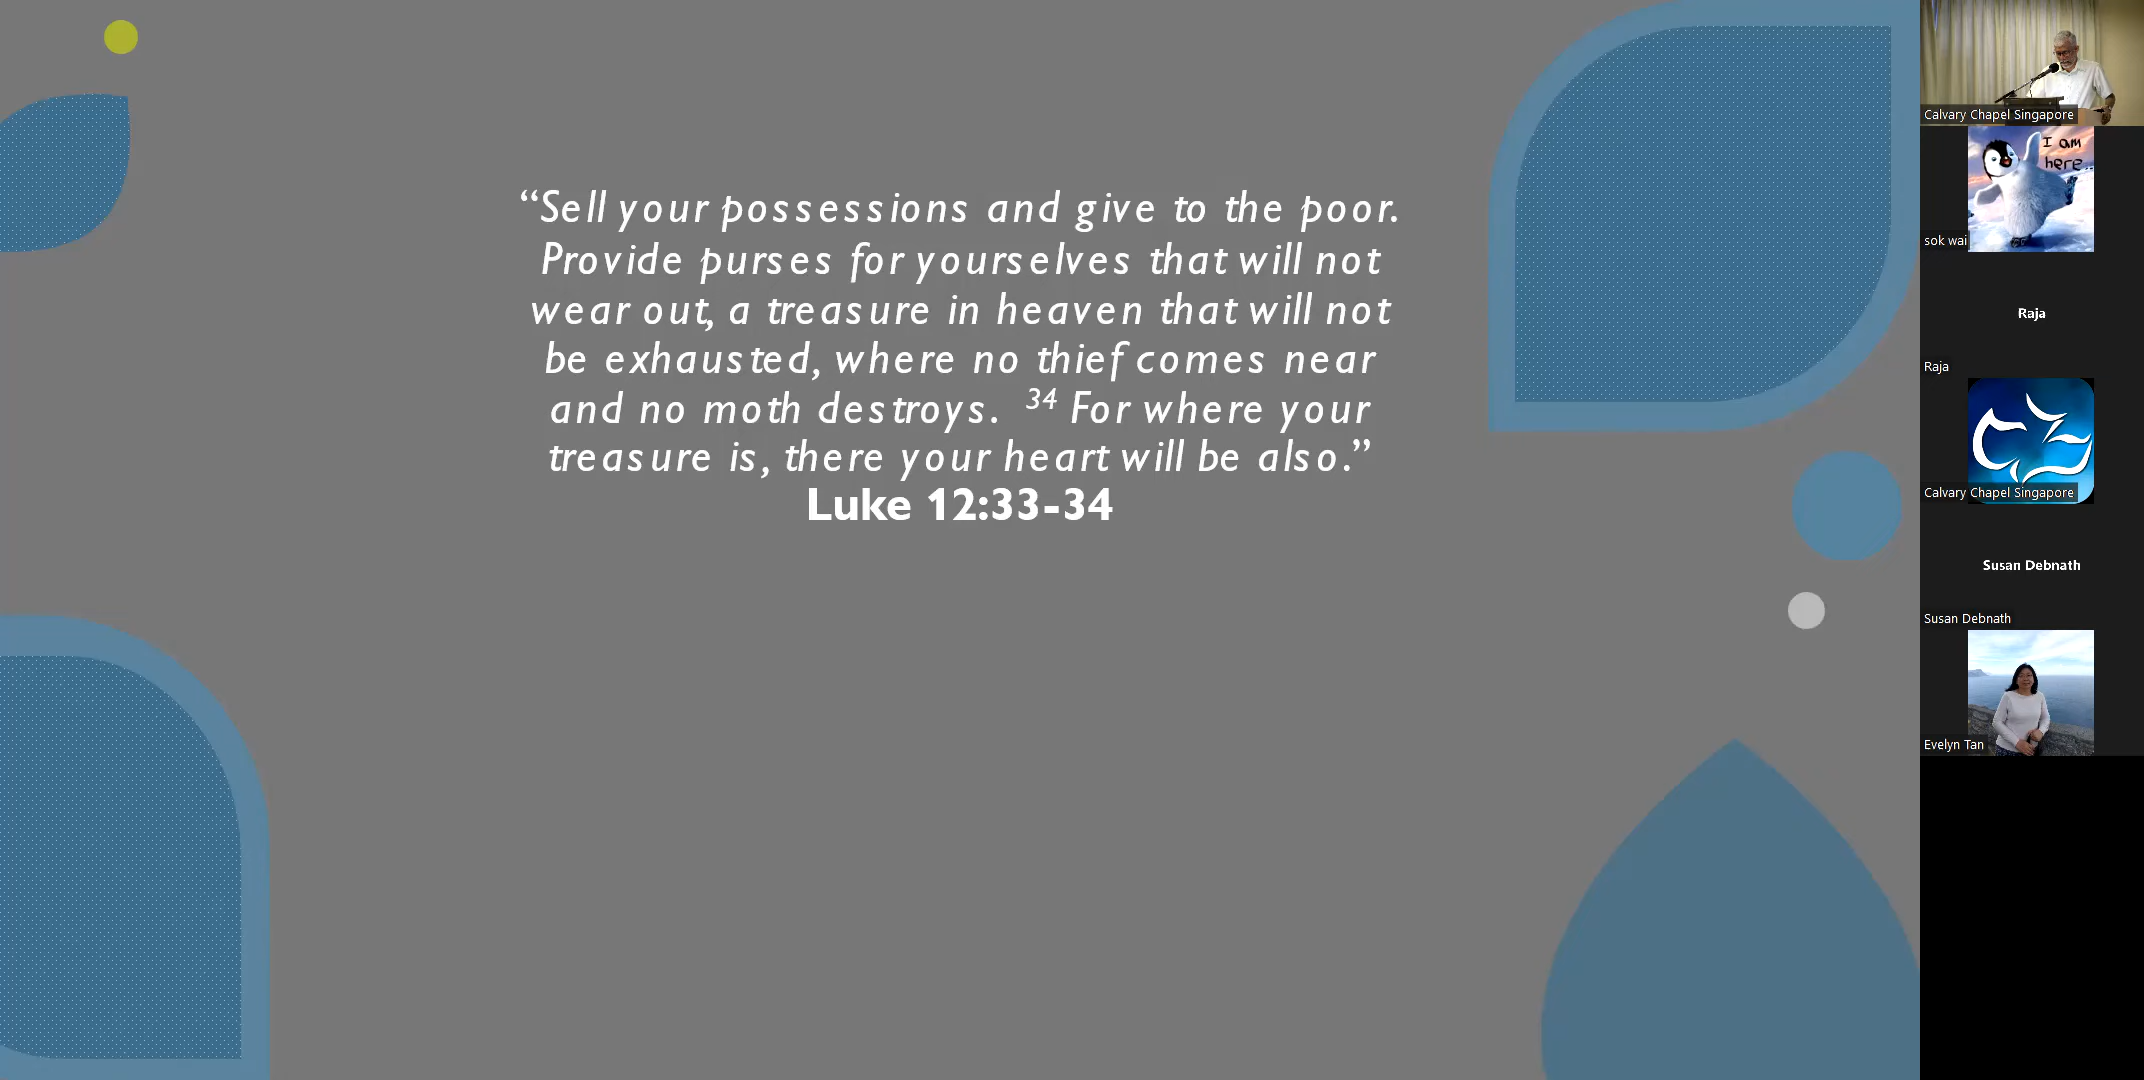 “Sell your possessions and give to the poor.
Provide purses for yourselves that will not
wear out, a treasure in heaven that will not
be exhausted, where no thief comes near
and no moth destroys. 34 For where your
treasure is, there your heart will be also.”
Luke 12:33-34
Calvary Chapel Singapore
I am
here
sok wai
Raja
Raja
Calvary Chapel Singapore
Susan Debnath
Susan Debnath
Evelyn Tan